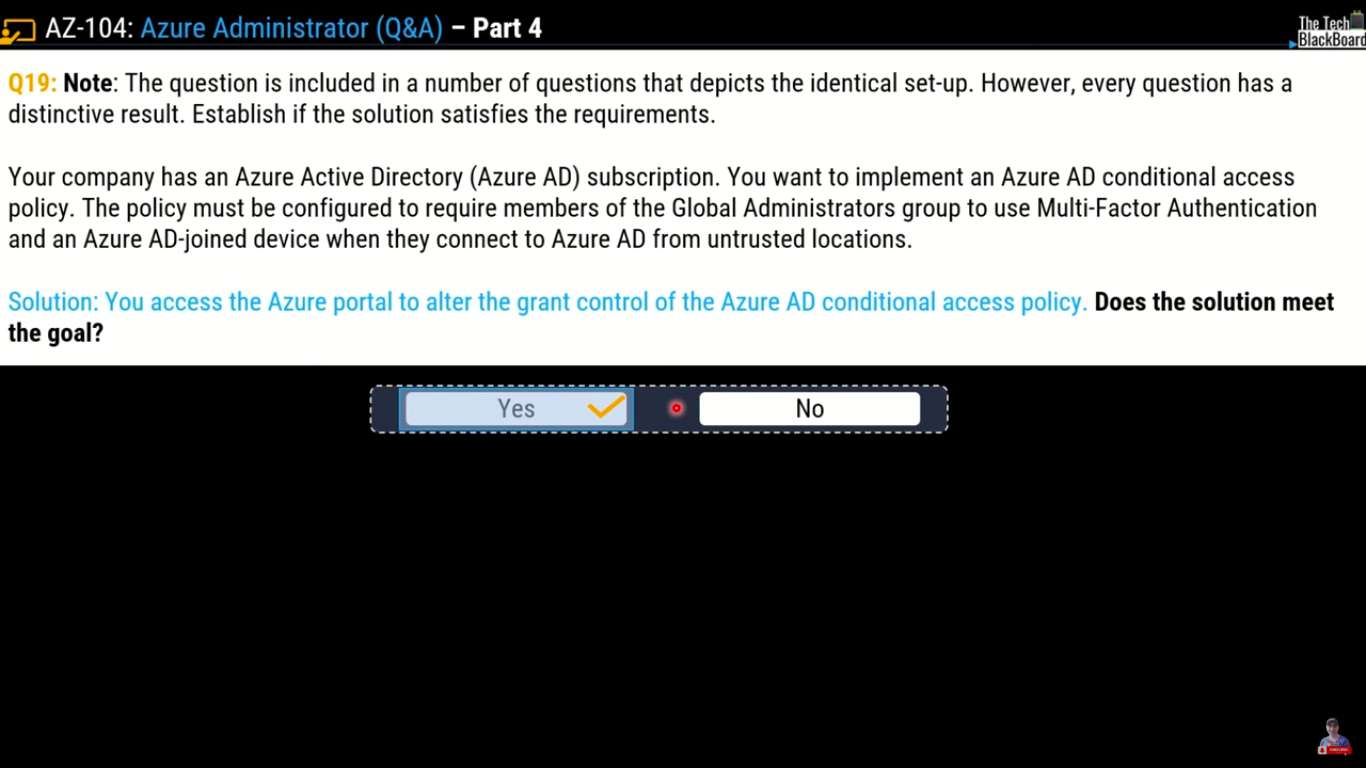 AZ-104: Azure Administrator (Q&A) – Part 4
The Tech
BlackBoard
Q19: Note: The question is included in a number of questions that depicts the identical set-up. However, every question has a
distinctive result. Establish if the solution satisfies the requirements.
Your company has an Azure Active Directory (Azure AD) subscription. You want to implement an Azure AD conditional access
policy. The policy must be configured to require members of the Global Administrators group to use Multi-Factor Authentication
and an Azure AD-joined device when they connect to Azure AD from untrusted locations.
Solution: You access the Azure portal to alter the grant control of the Azure AD conditional access policy. Does the solution meet
the goal?
Yes
No